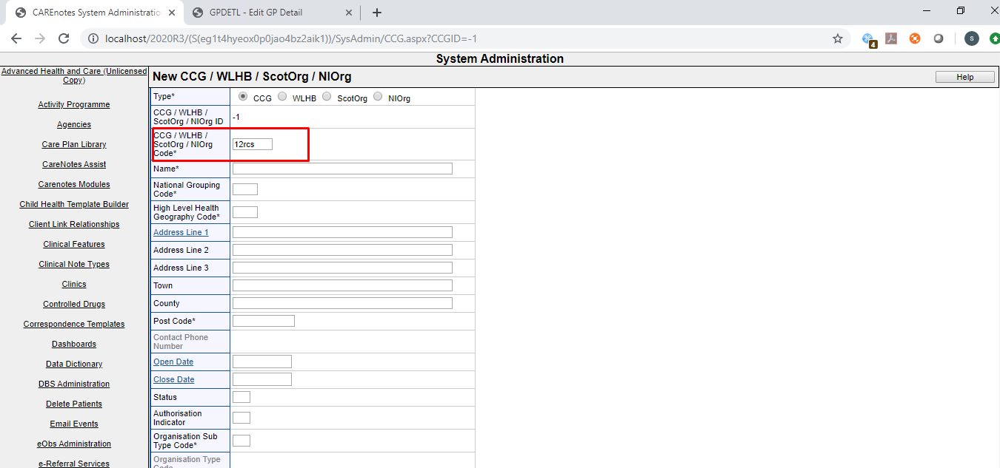 CAREnotes System Administratio
GPDETL - Edit GP Detail
localhost/2020R3/(S(eg1t4hyeox0p0jao4bz2aik1))/SysAdmin/CCG.aspx?CCGID=-1
4
S
System Administration
Advanced Health and Care (Unlicensed
Copy)
Activity Programme
Agencies
Care Plan Library
CareNotes Assist
Carenotes Modules
Child Health Template Builder
Client Link Relationships
Clinical Features
Clinical Note Types
Clinics
Controlled Drugs
Correspondence Templates
Dashboards
Data Dictionary
DBS Administration
Delete Patients
Email Events
eObs Administration
e-Referral Services
New CCG / WLHB / ScotOrg / NIOrg
Help
Type*
CCG WLHB ScotOrg NIOrg
CCG / WLHB /
ScotOrg / NIOrg ID
-1
CCG / WLHB /
ScotOrg / NIOrg
Code*
12rcs
Name*
National Grouping
Code*
High Level Health
Geography Code*
Address Line 1
Address Line 2
Address Line 3
Town
County
Post Code*
Contact Phone
Number
Open Date
Close Date
Status
Authorisation
Indicator
Organisation Sub
Type Code*
Organisation Type
Code